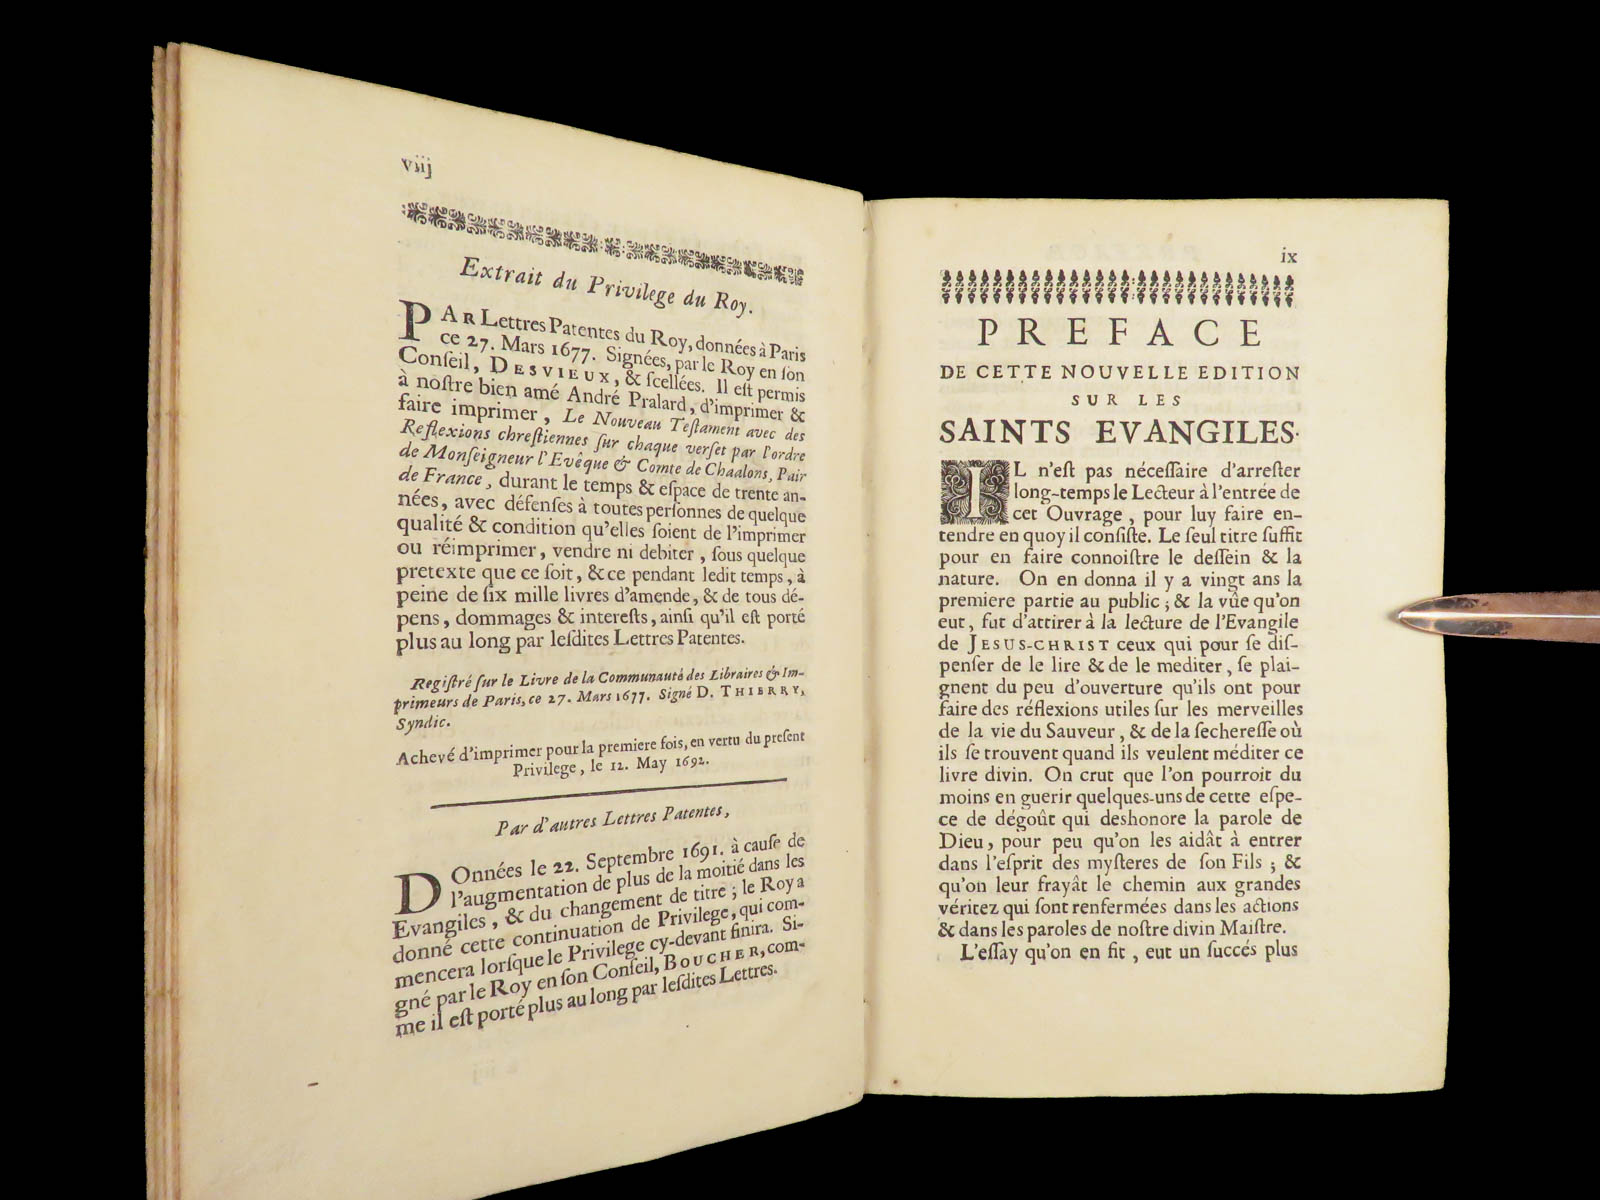 viij
Extrait du Privilege du Roy.
PAR Lettres Patentes du Roy, données à Paris
ce 27. Mars 1677. Signées, par le Roy en ſon
Conſeil, DESVIEUX, & ſcellées. Il eſt permis
à noſtre bien amé André Pralard, d'imprimer &
faire imprimer, Le Nouveau Teſtament avec des
Reflexions chreſtiennes ſur chaque verſet par l'ordre
de Monſeigneur l'Evêque & Comte de Chaalons, Pair
de France, durant le temps & eſpace de trente an-
nées, avec défenſes à toutes perſonnes de quelque
qualité & condition qu'elles ſoient de l'imprimer
ou réimprimer, vendre ni debiter, ſous quelque
pretexte que ce ſoit, & ce pendant ledit temps, à
peine de ſix mille livres d'amende, & de tous dé-
pens, dommages & intereſts, ainſi qu'il eſt porté
plus au long par leſdites Lettres Patentes.
Regiſtré ſur le Livre de la Communauté des Libraires & Im-
primeurs de Paris, ce 27. Mars 1677. Signé D. THIERRY,
Syndic.
Achevé d'imprimer pour la premiere fois, en vertu du preſent
Privilege, le 12. May 1692.
Par d'autres Lettres Patentes,
DOnnées le 22. Septembre 1691. à cauſe de
l'augmentation de plus de la moitié dans les
Evangiles, & du changement de titre; le Roy a
donné cette continuation de Privilege, qui com-
mencera lorſque le Privilege cy-devant finira. Si-
gné par le Roy en ſon Conſeil, BOUCHER, com-
me il eſt porté plus au long par leſdites Lettres.
ix
PREFACE
DE CETTE NOUVELLE EDITION
SUR LES
SAINTS EVANGILES.
IL n'eſt pas néceſſaire d'arreſter
long-temps le Lecteur à l'entrée de
cet Ouvrage, pour luy faire en-
tendre en quoy il conſiſte. Le ſeul titre ſuffit
pour en faire connoiſtre le deſſein & la
nature. On en donna il y a vingt ans la
premiere partie au public; & la vûe qu'on
eut, fut d'attirer à la lecture de l'Evangile
de JESUS-CHRIST ceux qui pour ſe diſ-
penſer de le lire & de le mediter, ſe plai-
gnent du peu d'ouverture qu'ils ont pour
faire des réflexions utiles ſur les merveilles
de la vie du Sauveur, & de la ſechereſſe où
ils ſe trouvent quand ils veulent méditer ce
livre divin. On crut que l'on pourroit du
moins en guerir quelques-uns de cette eſpe-
ce de dégoût qui deshonore la parole de
Dieu, pour peu qu'on les aidât à entrer
dans l'eſprit des myſteres de ſon Fils; &
qu'on leur frayât le chemin aux grandes
véritez qui ſont renfermées dans les actions
& dans les paroles de noſtre divin Maiſtre.
L'eſſay qu'on en fit, eut un ſuccés plus